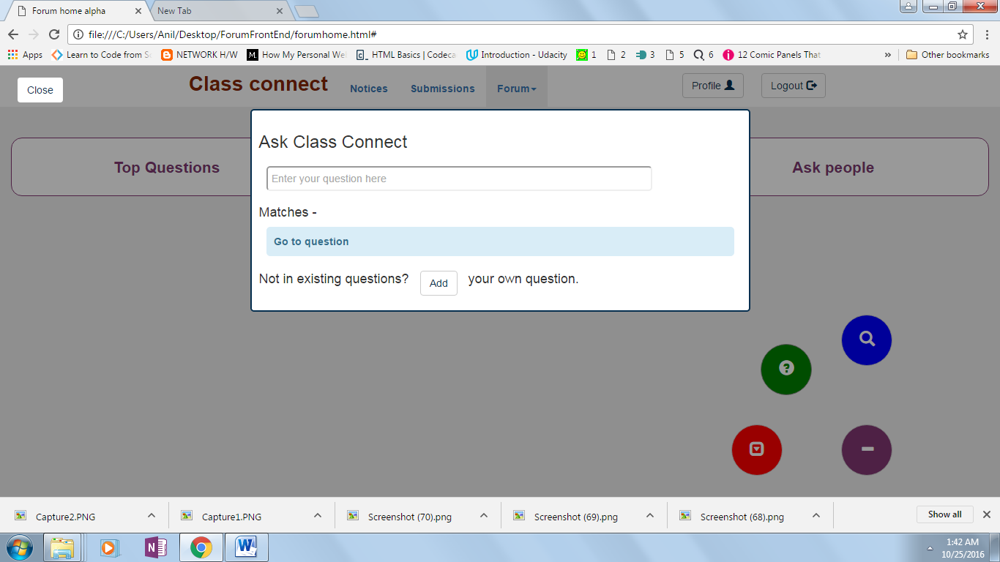 Forum home alpha
New Tab
file:///C:/Users/Anil/Desktop/ForumFrontEnd/forumhome.html#
Apps
Learn to Code from Sc
NETWORK H/W
M
How My Personal Wel
HTML Basics | Codeca
Introduction - Udacity
1
2
3
5
6
12 Comic Panels That
»
Other bookmarks
Close
Class connect
Notices
Submissions
Forum
Profile
Logout
Top Questions
Ask people
Ask Class Connect
Enter your question here
Matches -
Go to question
Not in existing questions? Add your own question.
Capture2.PNG
Capture1.PNG
Screenshot (70).png
Screenshot (69).png
Screenshot (68).png
Show all
1:42 AM
10/25/2016